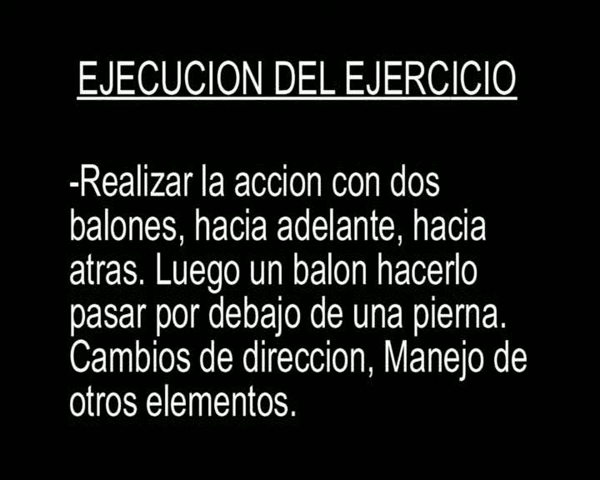 EJECUCION DEL EJERCICIO
-Realizar la accion con dos
balones, hacia adelante, hacia
atras. Luego un balon hacerlo
pasar por debajo de una pierna.
Cambios de direccion, Manejo de
otros elementos.